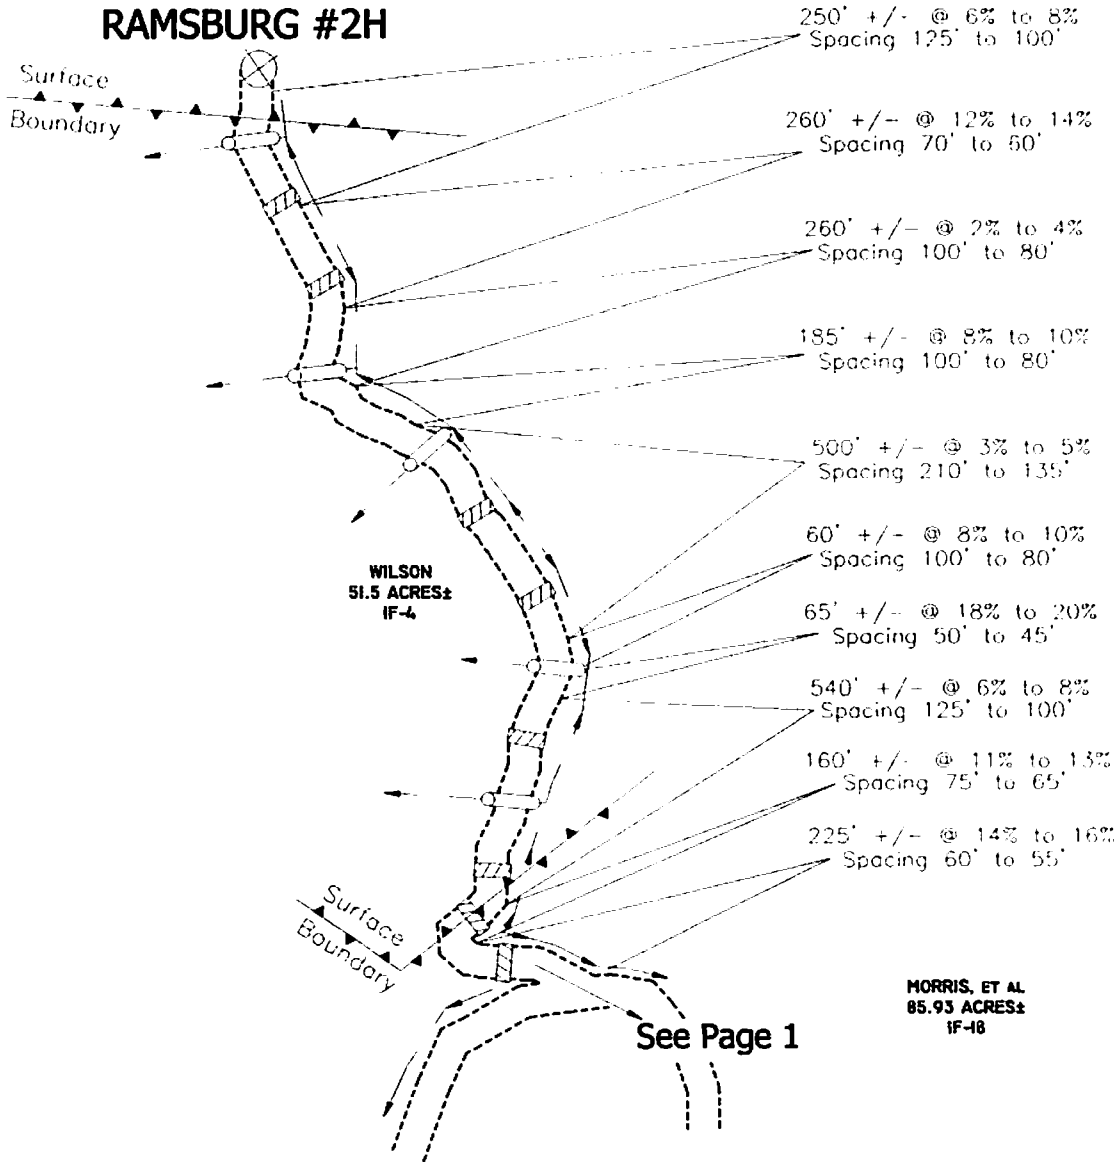 RAMSBURG #2H
250' +/- @ 6% to 8%
Spacing 125' to 100'
Surface
Boundary
260' +/- @ 12% to 14%
Spacing 70' to 60'
260' +/- @ 2% to 4%
Spacing 100' to 80'
185' +/- @ 8% to 10%
Spacing 100' to 80'
500' +/- @ 3% to 5%
Spacing 210' to 135'
60' +/- @ 8% to 10%
Spacing 100' to 80'
WILSON
51.5 ACRES±
1F-4
65' +/- @ 18% to 20%
Spacing 50' to 45'
540' +/- @ 6% to 8%
Spacing 125' to 100'
160' +/- @ 11% to 13%
Spacing 75' to 65'
225' +/- @ 14% to 16%
Spacing 60' to 55'
Surface
Boundary
MORRIS, ET AL
85.93 ACRES±
1F-18
See Page 1